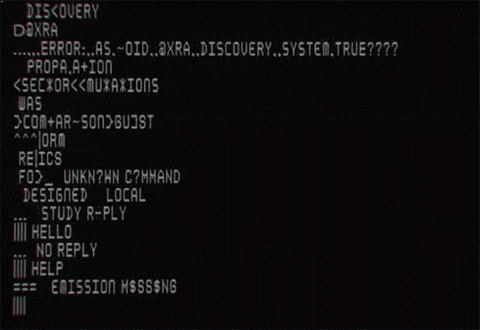 DIS<OVERY
D@XRA
......ERROR:..AS.~OID..@XRA..DISCOVERY..SYSTEM.TRUE????
PROPA.A+ION
<SEC*OR<<MU*A*IONS
WAS
>COM+AR~SON>GUJST
^^^|ORM
RE|ICS
FO>_ UNKN?WN C?MMAND
DESIGNED LOCAL
... STUDY R-PLY
|||| HELLO
... NO REPLY
|||| HELP
=== EMISSION M$SS$NG
||||